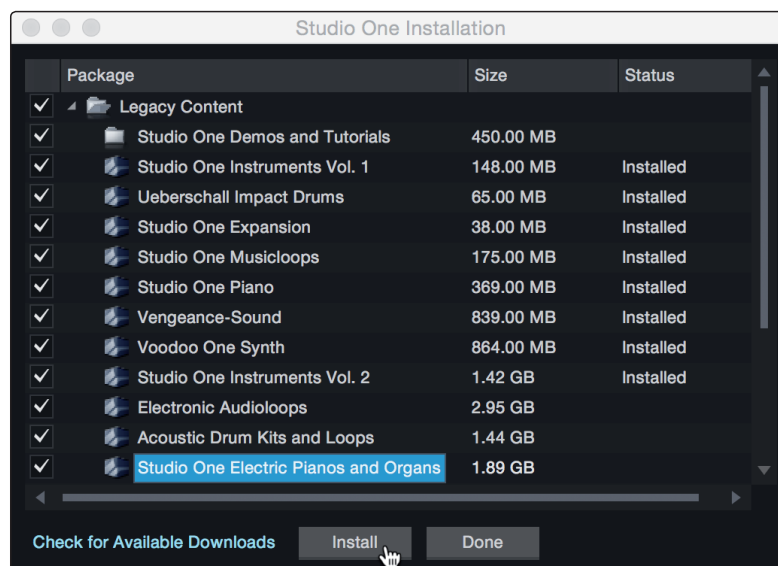 Studio One Installation
Package Size Status
Legacy Content
Studio One Demos and Tutorials 450.00 MB
Studio One Instruments Vol. 1 148.00 MB Installed
Ueberschall Impact Drums 65.00 MB Installed
Studio One Expansion 38.00 MB Installed
Studio One Musicloops 175.00 MB Installed
Studio One Piano 369.00 MB Installed
Vengeance-Sound 839.00 MB Installed
Voodoo One Synth 864.00 MB Installed
Studio One Instruments Vol. 2 1.42 GB Installed
Electronic Audioloops 2.95 GB
Acoustic Drum Kits and Loops 1.44 GB
Studio One Electric Pianos and Organs 1.89 GB
Check for Available Downloads Install Done